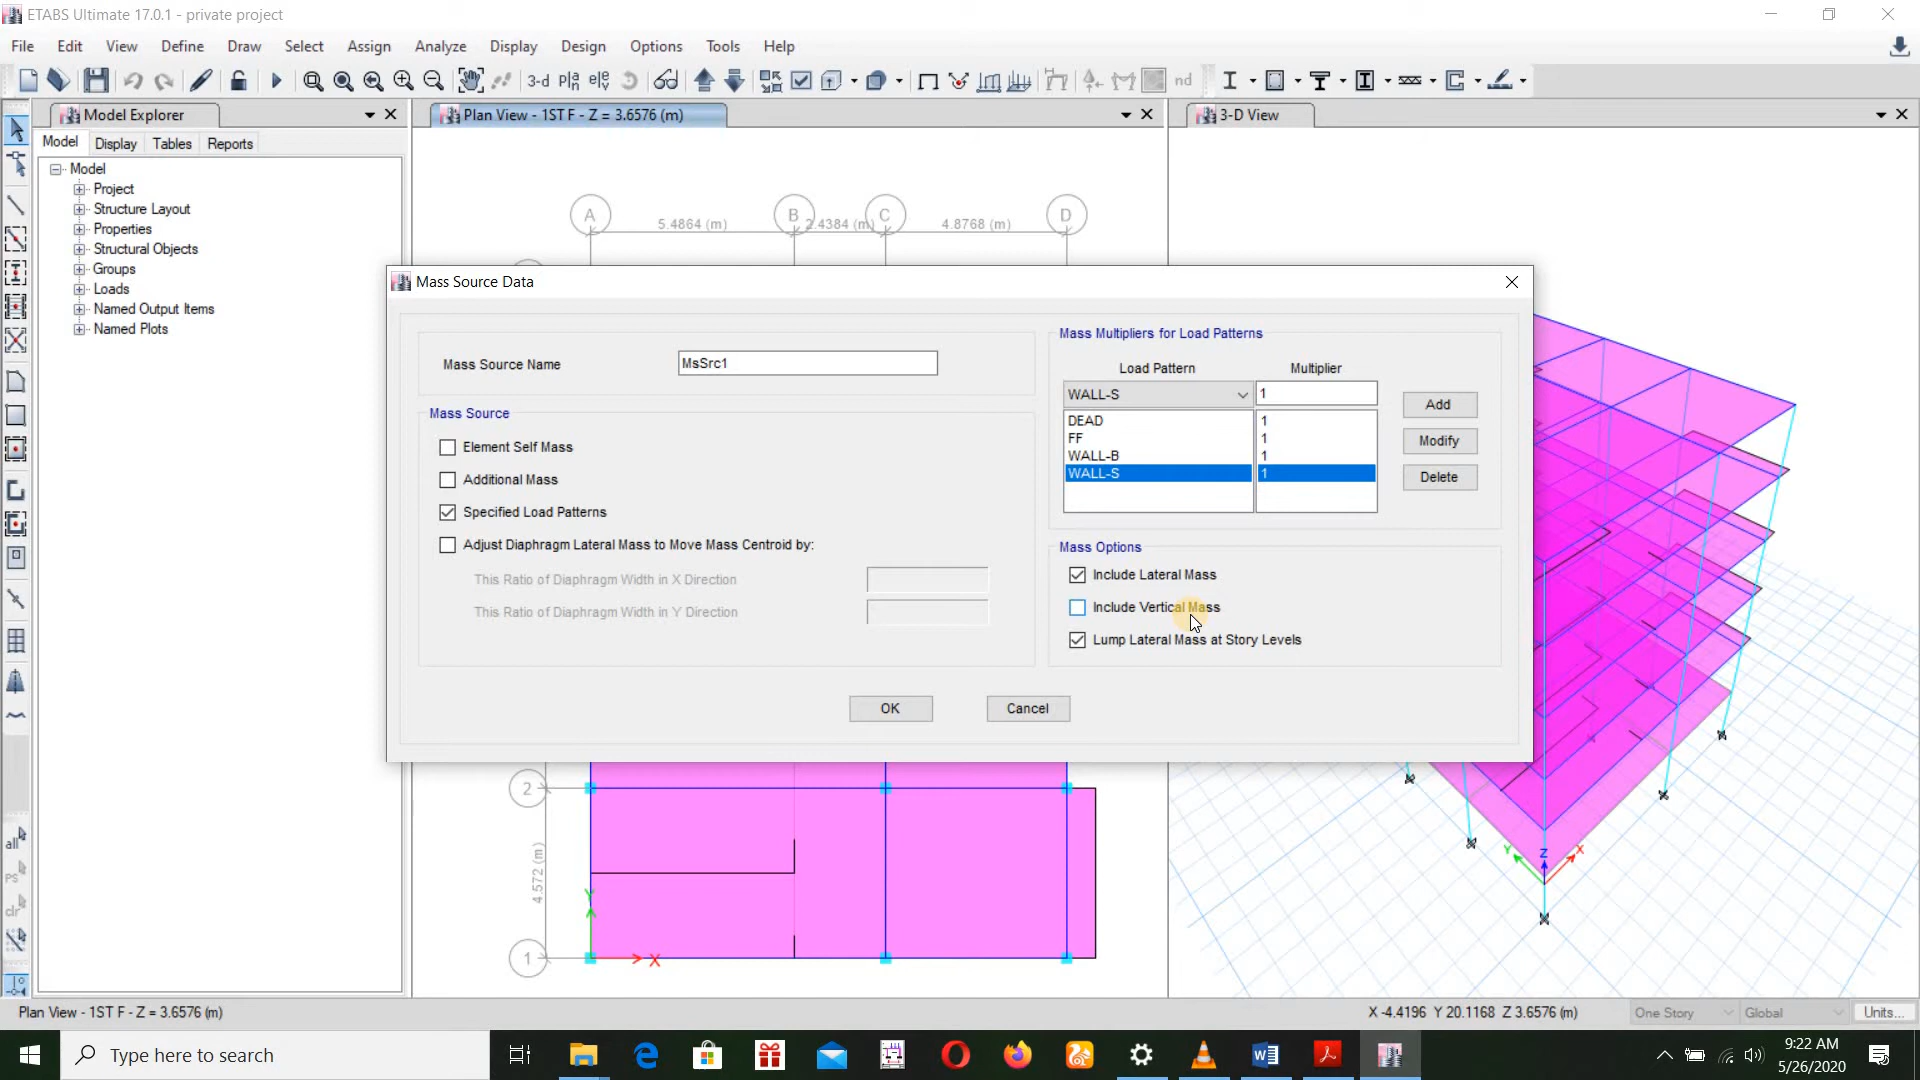 ETABS Ultimate 17.0.1 - private project
File Edit View Define Draw Select Assign Analyze Display Design Options Tools Help
3-d nd
Model Explorer
Plan View - 1ST F - Z = 3.6576 (m)
3-D View
Model Display Tables Reports
Model
Project
Structure Layout
Properties
Structural Objects
Groups
Loads
Named Output Items
Named Plots
A B C D
5.4864 (m) 2.4384 (m) 4.8768 (m)
Mass Source Data
Mass Source Name MsSrc1
Mass Source
Element Self Mass
Additional Mass
Specified Load Patterns
Adjust Diaphragm Lateral Mass to Move Mass Centroid by:
This Ratio of Diaphragm Width in X Direction
This Ratio of Diaphragm Width in Y Direction
Mass Multipliers for Load Patterns
Load Pattern Multiplier
WALL-S 1
DEAD 1
FF 1
WALL-B 1
WALL-S 1
Add
Modify
Delete
Mass Options
Include Lateral Mass
Include Vertical Mass
Lump Lateral Mass at Story Levels
OK Cancel
2
4.572 (m)
1
Y
X
Y Z X
all
ps
clr
Plan View - 1ST F - Z = 3.6576 (m)
X -4.4196 Y 20.1168 Z 3.6576 (m)
One Story Global Units...
Type here to search
9:22 AM
5/26/2020